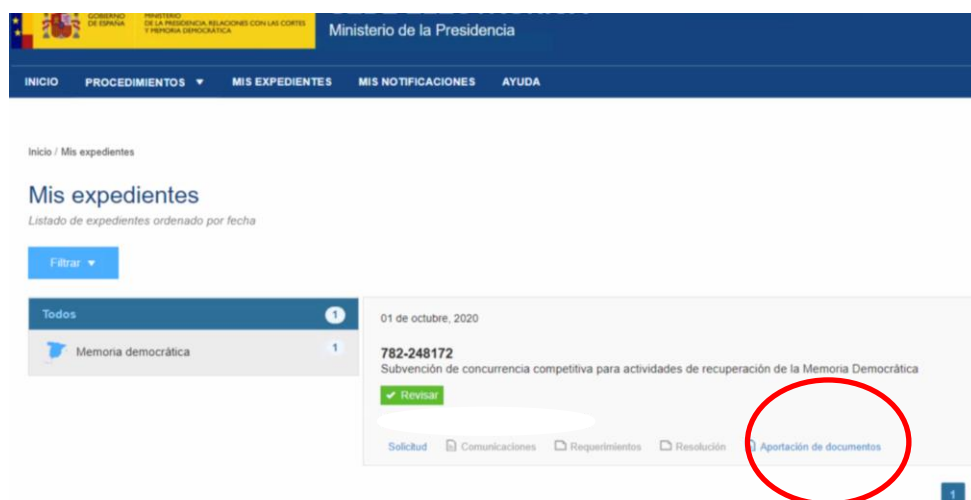 GOBIERNO
DE ESPAÑA
MINISTERIO
DE LA PRESIDENCIA, RELACIONES CON LAS CORTES
Y MEMORIA DEMOCRÁTICA
Ministerio de la Presidencia
INICIO PROCEDIMIENTOS MIS EXPEDIENTES MIS NOTIFICACIONES AYUDA
Inicio / Mis expedientes
Mis expedientes
Listado de expedientes ordenado por fecha
Filtrar
Todos 1
Memoria democrática 1
01 de octubre, 2020
782-248172
Subvención de concurrencia competitiva para actividades de recuperación de la Memoria Democrática
Revisar
Solicitud Comunicaciones Requerimientos Resolución Aportación de documentos
1